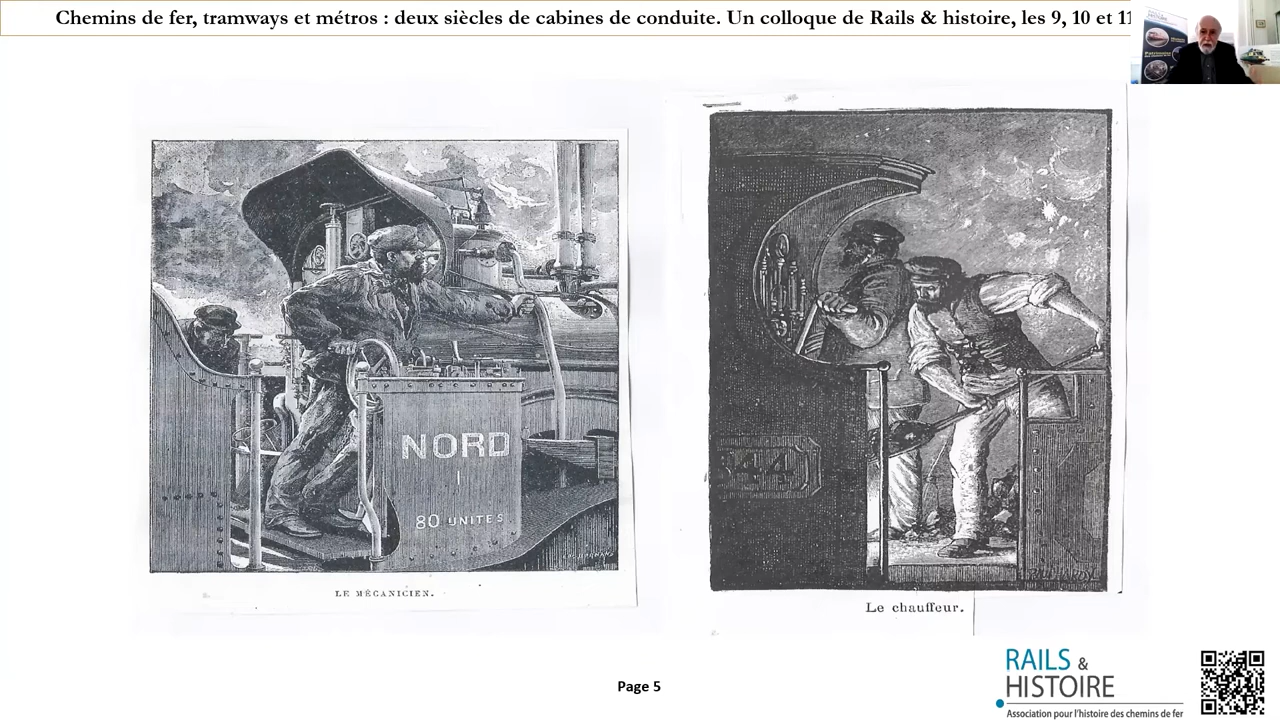 Chemins de fer, tramways et métros : deux siècles de cabines de conduite. Un colloque de Rails & histoire, les 9, 10 et 11
NORD
1
80 UNITES
LE MÉCANICIEN.
344
Le chauffeur.
Page 5
RAILS &
HISTOIRE
Association pour l'histoire des chemins de fer